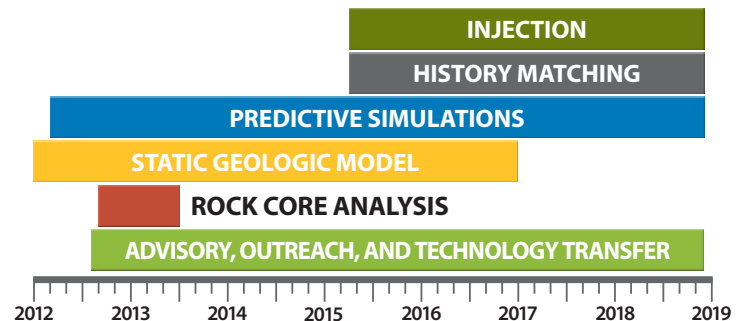 INJECTION
HISTORY MATCHING
PREDICTIVE SIMULATIONS
STATIC GEOLOGIC MODEL
ROCK CORE ANALYSIS
ADVISORY, OUTREACH, AND TECHNOLOGY TRANSFER
2012 2013 2014 2015 2016 2017 2018 2019